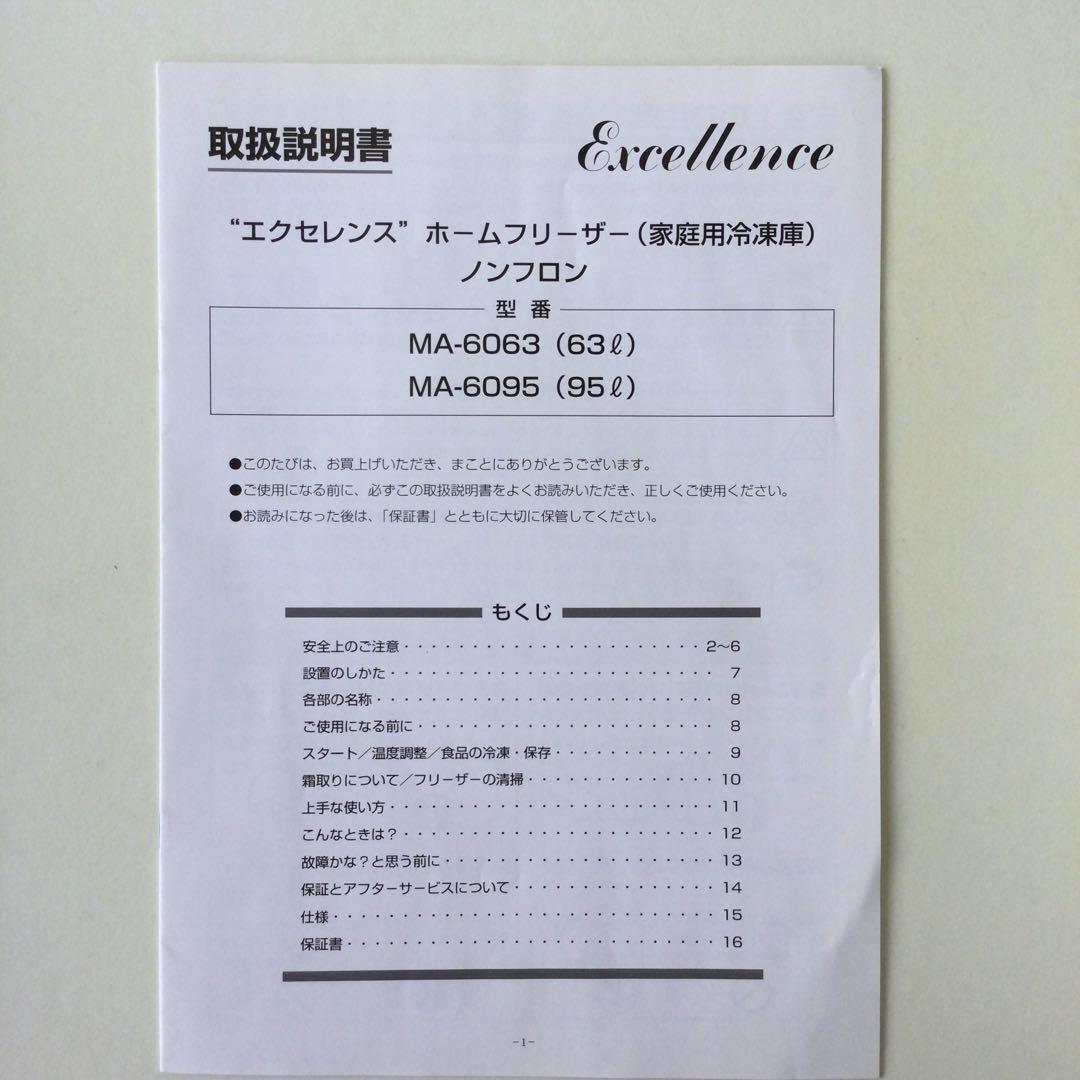 取扱説明書
Excellence
“エクセレンス” ホームフリーザー(家庭用冷凍庫)
ノンフロン
型 番
MA-6063 (63ℓ)
MA-6095 (95ℓ)
●このたびは、お買上げいただき、まことにありがとうございます。
●ご使用になる前に、必ずこの取扱説明書をよくお読みいただき、正しくご使用ください。
●お読みになった後は、「保証書」とともに大切に保管してください。
もくじ
安全上のご注意・・・・・・・・・・・・・・・・・・・・・・2～6
設置のしかた・・・・・・・・・・・・・・・・・・・・・・・・7
各部の名称・・・・・・・・・・・・・・・・・・・・・・・・・8
ご使用になる前に・・・・・・・・・・・・・・・・・・・・・・8
スタート／温度調整／食品の冷凍・保存・・・・・・・・・・・・9
霜取りについて／フリーザーの清掃・・・・・・・・・・・・・・10
上手な使い方・・・・・・・・・・・・・・・・・・・・・・・・11
こんなときは？・・・・・・・・・・・・・・・・・・・・・・・12
故障かな？と思う前に・・・・・・・・・・・・・・・・・・・・13
保証とアフターサービスについて・・・・・・・・・・・・・・・14
仕様・・・・・・・・・・・・・・・・・・・・・・・・・・・・15
保証書・・・・・・・・・・・・・・・・・・・・・・・・・・・16
-1-